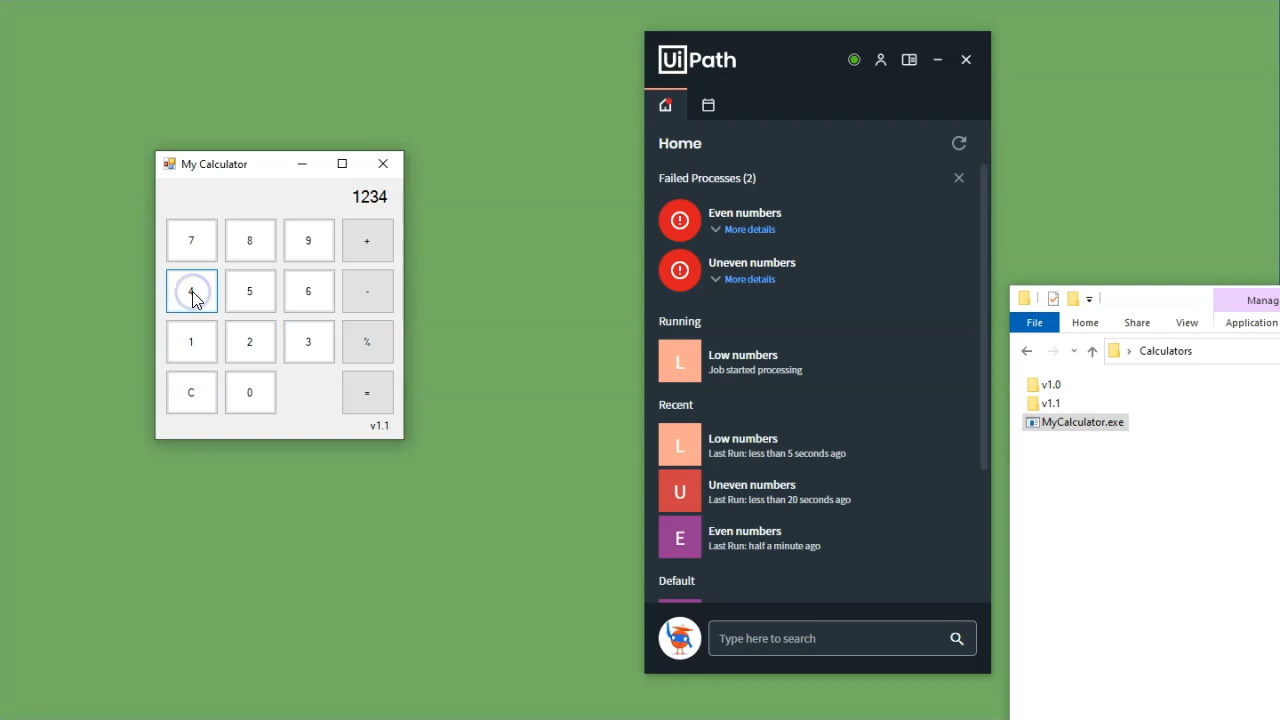 My Calculator
1234
7 8 9 +
4 5 6 -
1 2 3 %
C 0 =
v1.1
UiPath
Home
Failed Processes (2)
Even numbers
More details
Uneven numbers
More details
Running
L
Low numbers
Job started processing
Recent
L
Low numbers
Last Run: less than 5 seconds ago
U
Uneven numbers
Last Run: less than 20 seconds ago
E
Even numbers
Last Run: half a minute ago
Default
Type here to search
Manag
File Home Share View Application
Calculators
v1.0
v1.1
MyCalculator.exe